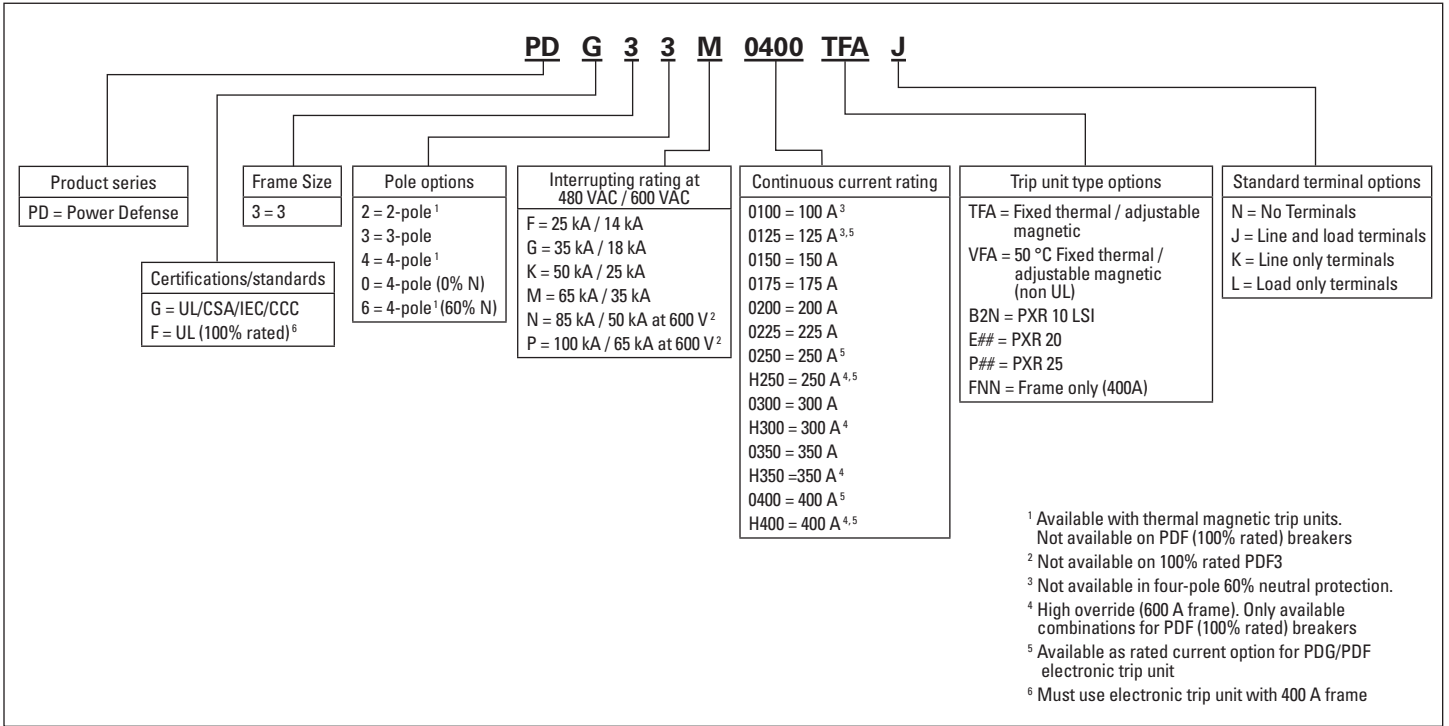 PD G 3 3 M 0400 TFA J
Product series
PD = Power Defense
Certifications/standards
G = UL/CSA/IEC/CCC
F = UL (100% rated) 6
Frame Size
3 = 3
Pole options
2 = 2-pole 1
3 = 3-pole
4 = 4-pole 1
0 = 4-pole (0% N)
6 = 4-pole 1 (60% N)
Interrupting rating at
480 VAC / 600 VAC
F = 25 kA / 14 kA
G = 35 kA / 18 kA
K = 50 kA / 25 kA
M = 65 kA / 35 kA
N = 85 kA / 50 kA at 600 V 2
P = 100 kA / 65 kA at 600 V 2
Continuous current rating
0100 = 100 A 3
0125 = 125 A 3,5
0150 = 150 A
0175 = 175 A
0200 = 200 A
0225 = 225 A
0250 = 250 A 5
H250 = 250 A 4,5
0300 = 300 A
H300 = 300 A 4
0350 = 350 A
H350 =350 A 4
0400 = 400 A 5
H400 = 400 A 4,5
Trip unit type options
TFA = Fixed thermal / adjustable
magnetic
VFA = 50 °C Fixed thermal /
adjustable magnetic
(non UL)
B2N = PXR 10 LSI
E## = PXR 20
P## = PXR 25
FNN = Frame only (400A)
Standard terminal options
N = No Terminals
J = Line and load terminals
K = Line only terminals
L = Load only terminals
1 Available with thermal magnetic trip units.
Not available on PDF (100% rated) breakers
2 Not available on 100% rated PDF3
3 Not available in four-pole 60% neutral protection.
4 High override (600 A frame). Only available
combinations for PDF (100% rated) breakers
5 Available as rated current option for PDG/PDF
electronic trip unit
6 Must use electronic trip unit with 400 A frame